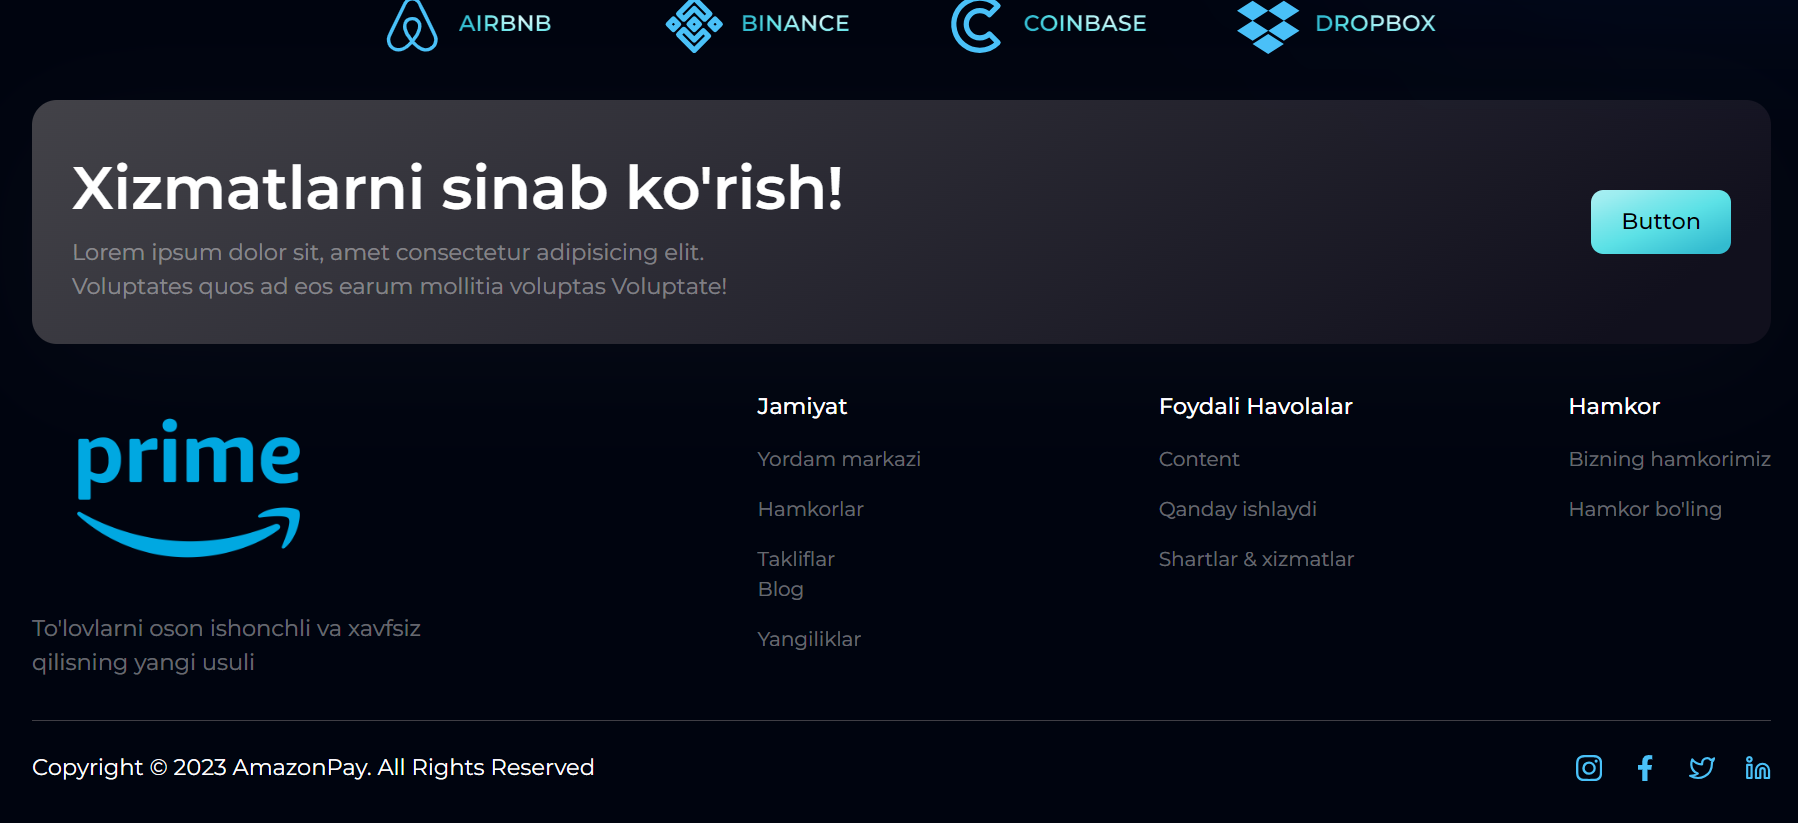 AIRBNB
BINANCE
COINBASE
DROPBOX
Xizmatlarni sinab ko'rish!
Lorem ipsum dolor sit, amet consectetur adipisicing elit.
Voluptates quos ad eos earum mollitia voluptas Voluptate!
Button
prime
To'lovlarni oson ishonchli va xavfsiz
qilisning yangi usuli
Jamiyat
Yordam markazi
Hamkorlar
Takliflar
Blog
Yangiliklar
Foydali Havolalar
Content
Qanday ishlaydi
Shartlar & xizmatlar
Hamkor
Bizning hamkorimiz
Hamkor bo'ling
Copyright © 2023 AmazonPay. All Rights Reserved